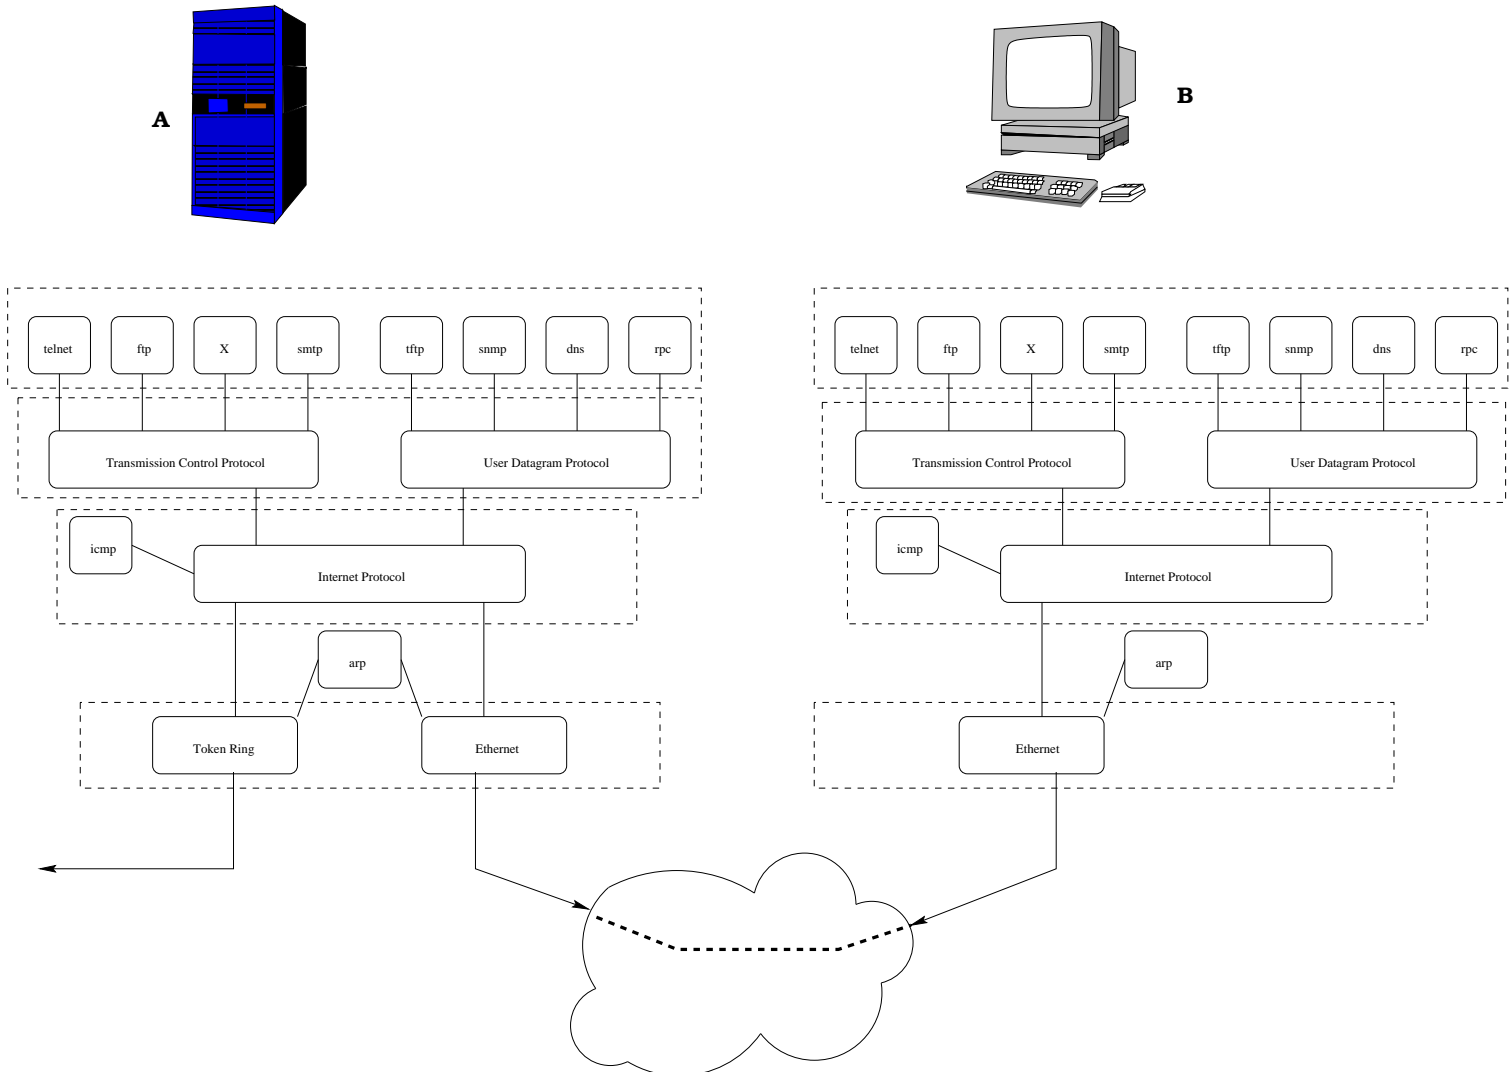 A
B
telnet ftp X smtp tftp snmp dns rpc
telnet ftp X smtp tftp snmp dns rpc
Transmission Control Protocol User Datagram Protocol
Transmission Control Protocol User Datagram Protocol
icmp Internet Protocol
icmp Internet Protocol
arp
arp
Token Ring Ethernet
Ethernet